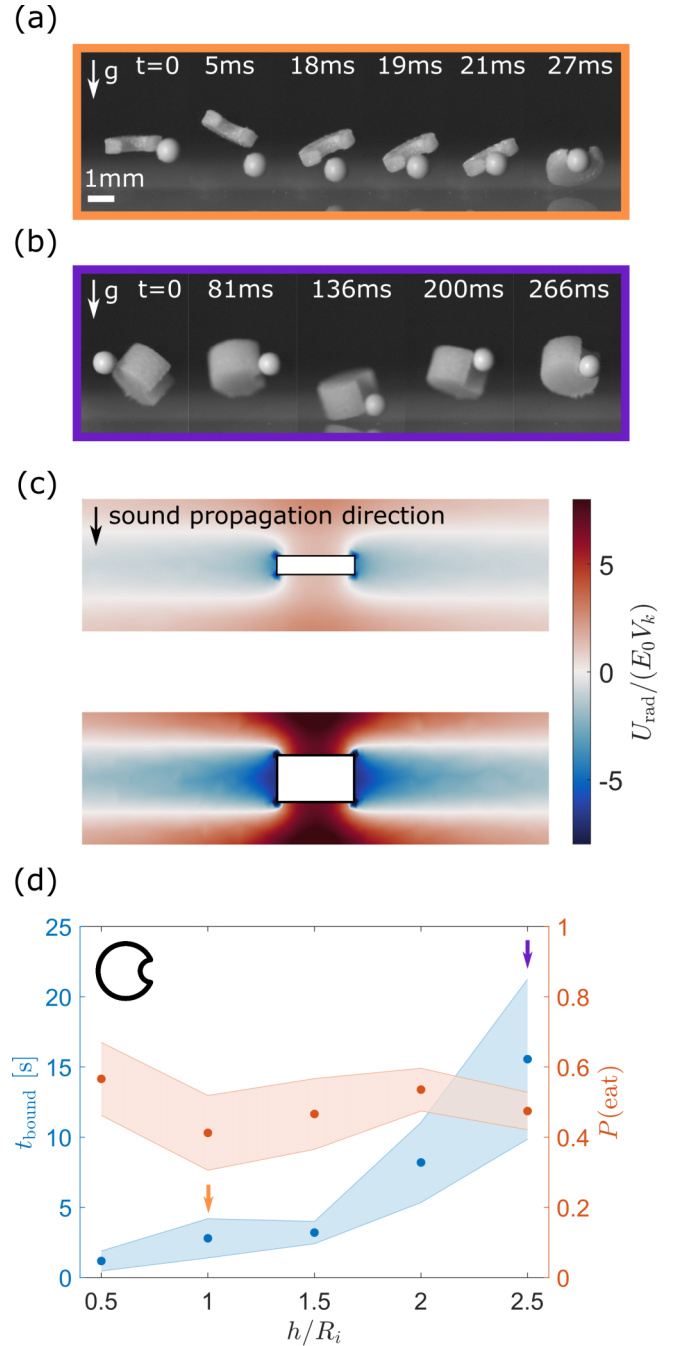 (a)
g t=0 5ms 18ms 19ms 21ms 27ms
1mm
(b)
g t=0 81ms 136ms 200ms 266ms
(c)
sound propagation direction
5
0
-5
U_rad/(E_0V_k)
(d)
25
20
15
10
5
0
t_bound [s]
1
0.8
0.6
0.4
0.2
0
P(eat)
0.5 1 1.5 2 2.5
h/R_i